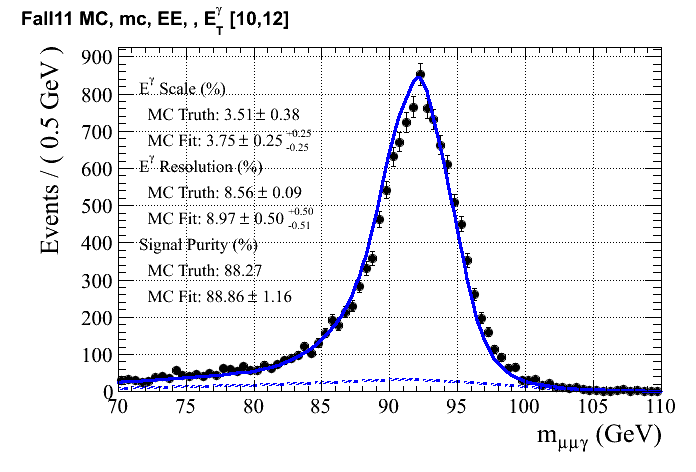 Fall11 MC, mc, EE, , E_T^γ [10,12]
Events / ( 0.5 GeV )
900
800
700
600
500
400
300
200
100
0
E^γ Scale (%)
MC Truth: 3.51 ± 0.38
MC Fit: 3.75 ± 0.25 +0.25 -0.25
E^γ Resolution (%)
MC Truth: 8.56 ± 0.09
MC Fit: 8.97 ± 0.50 +0.50 -0.51
Signal Purity (%)
MC Truth: 88.27
MC Fit: 88.86 ± 1.16
70 75 80 85 90 95 100 105 110
m_μμγ (GeV)